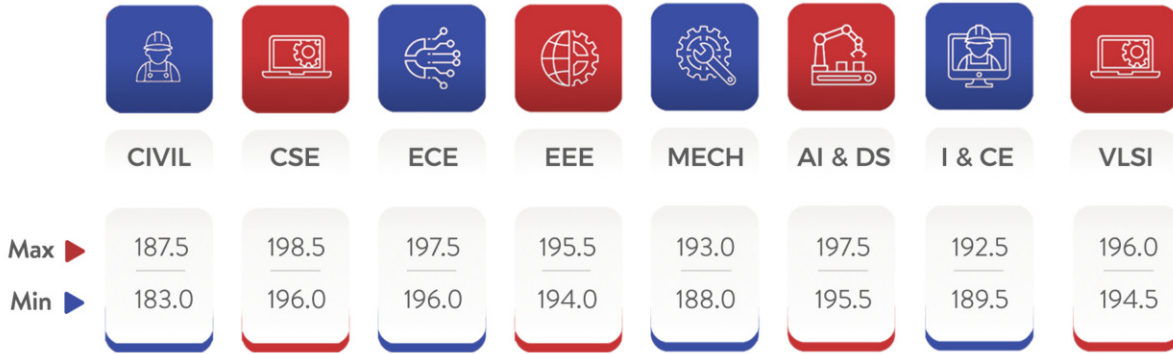 CIVIL CSE ECE EEE MECH AI & DS I & CE VLSI
Max 187.5 198.5 197.5 195.5 193.0 197.5 192.5 196.0
Min 183.0 196.0 196.0 194.0 188.0 195.5 189.5 194.5